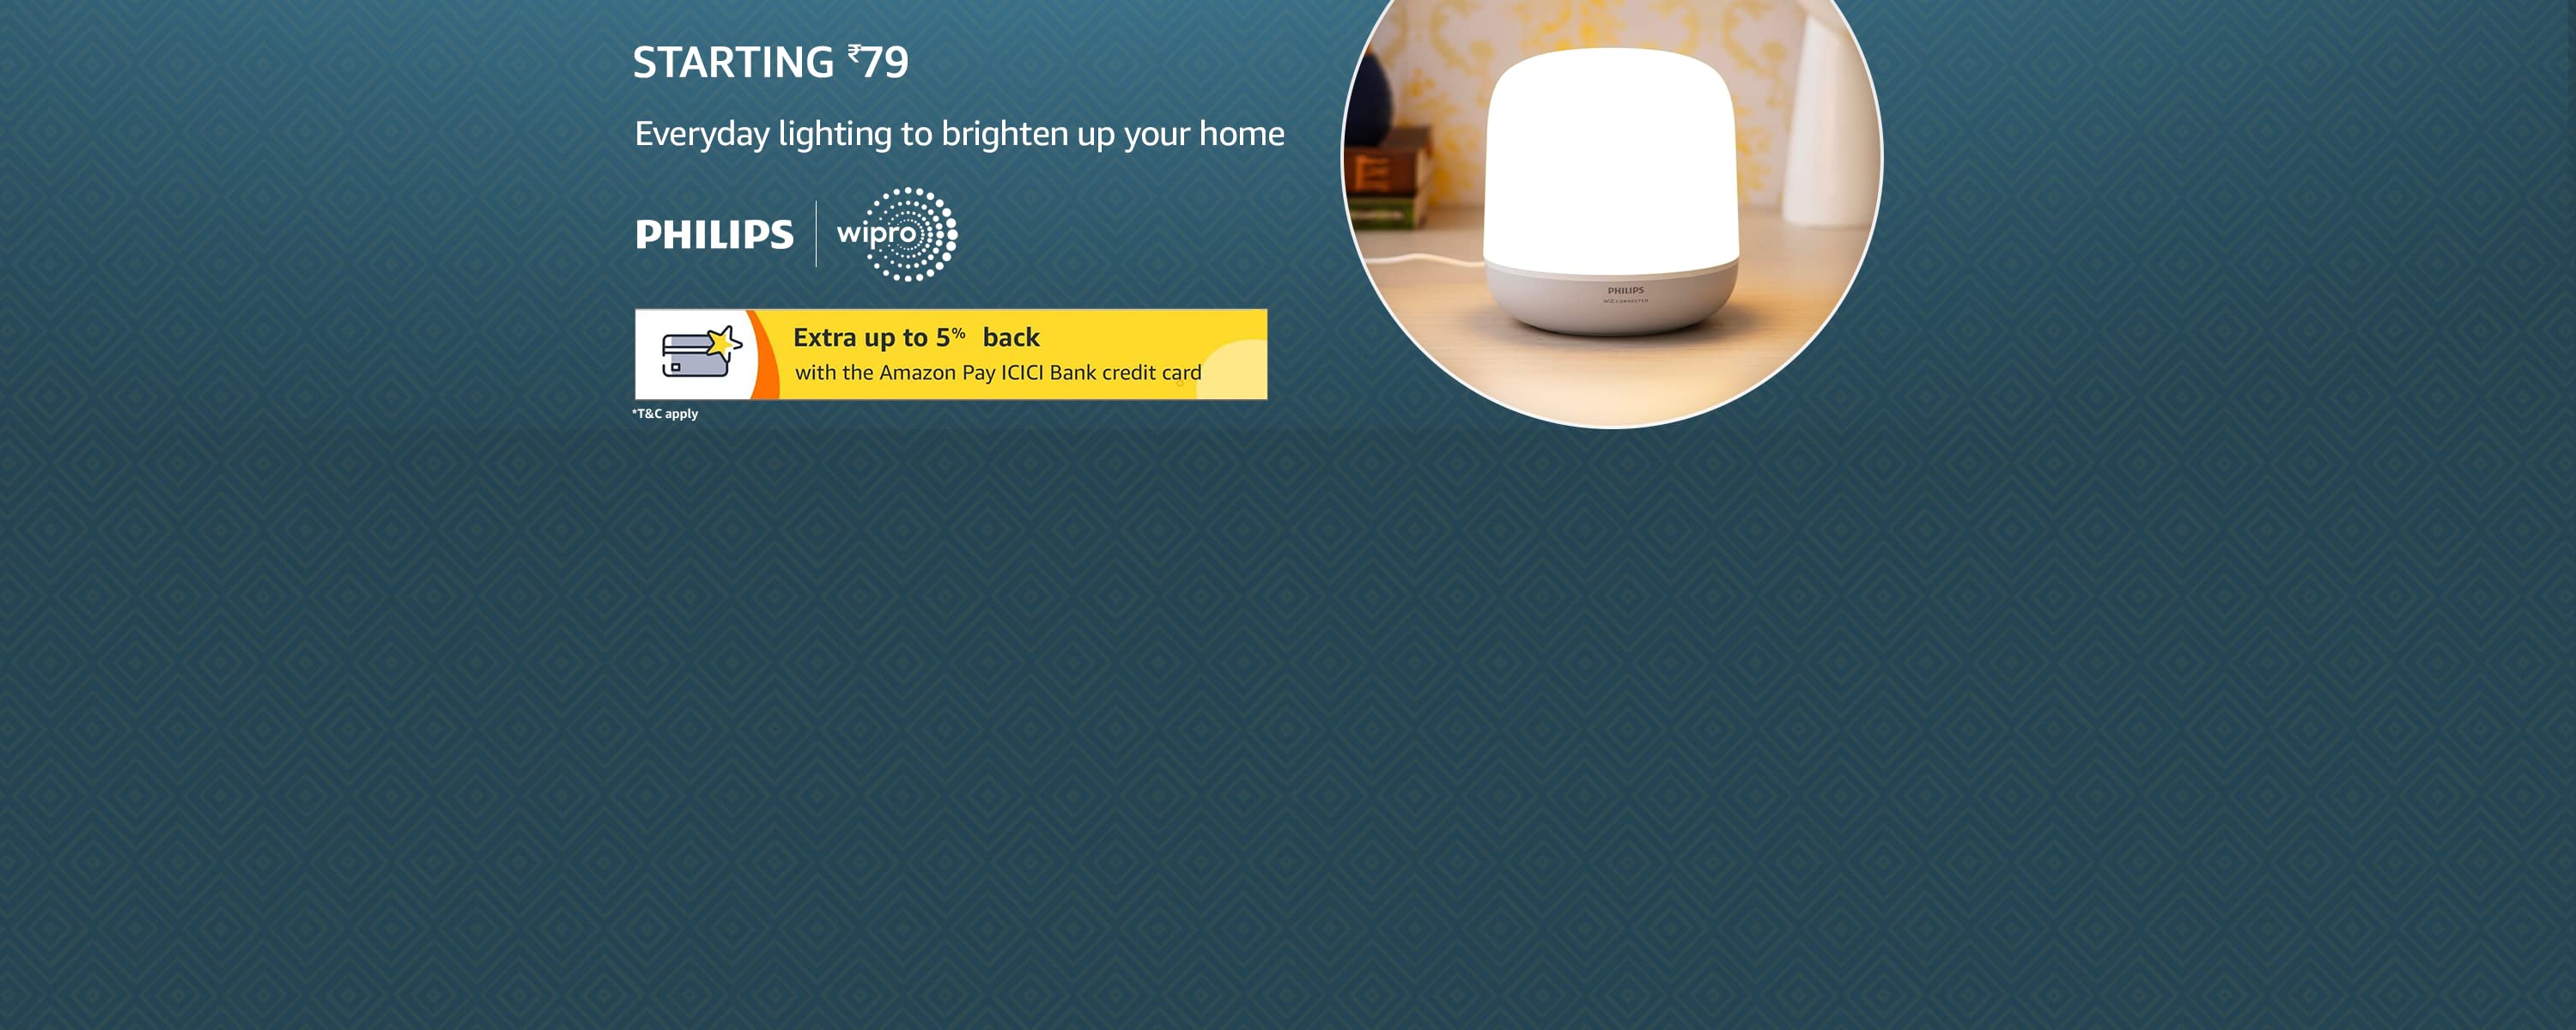 STARTING ₹79
Everyday lighting to brighten up your home
PHILIPS
wipro
Extra up to 5% back
with the Amazon Pay ICICI Bank credit card
*T&C apply
PHILIPS
WiZ CONNECTED